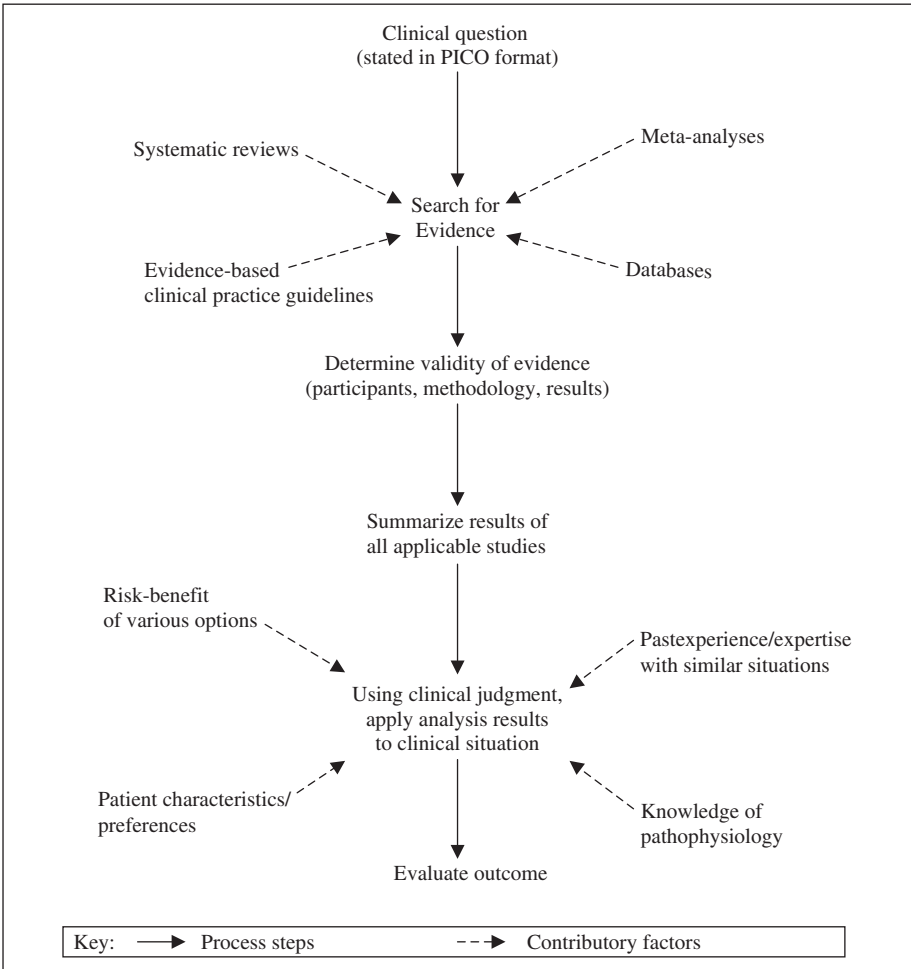 Clinical question
(stated in PICO format)
Systematic reviews
Meta-analyses
Search for
Evidence
Evidence-based
clinical practice guidelines
Databases
Determine validity of evidence
(participants, methodology, results)
Summarize results of
all applicable studies
Risk-benefit
of various options
Pastexperience/expertise
with similar situations
Using clinical judgment,
apply analysis results
to clinical situation
Patient characteristics/
preferences
Knowledge of
pathophysiology
Evaluate outcome
Key: Process steps Contributory factors